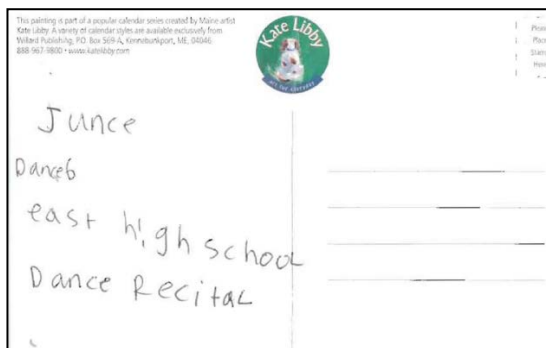 This painting is part of a popular calendar series created by Maine artist
Kate Libby. A variety of calendar styles are available exclusively from
Willard Publishing, P.O. Box 569-A, Kennebunkport, ME, 04046
888-967-9800 • www.katelibby.com
Kate Libby
Place
Junce
Dance6
east high school
Dance Recital